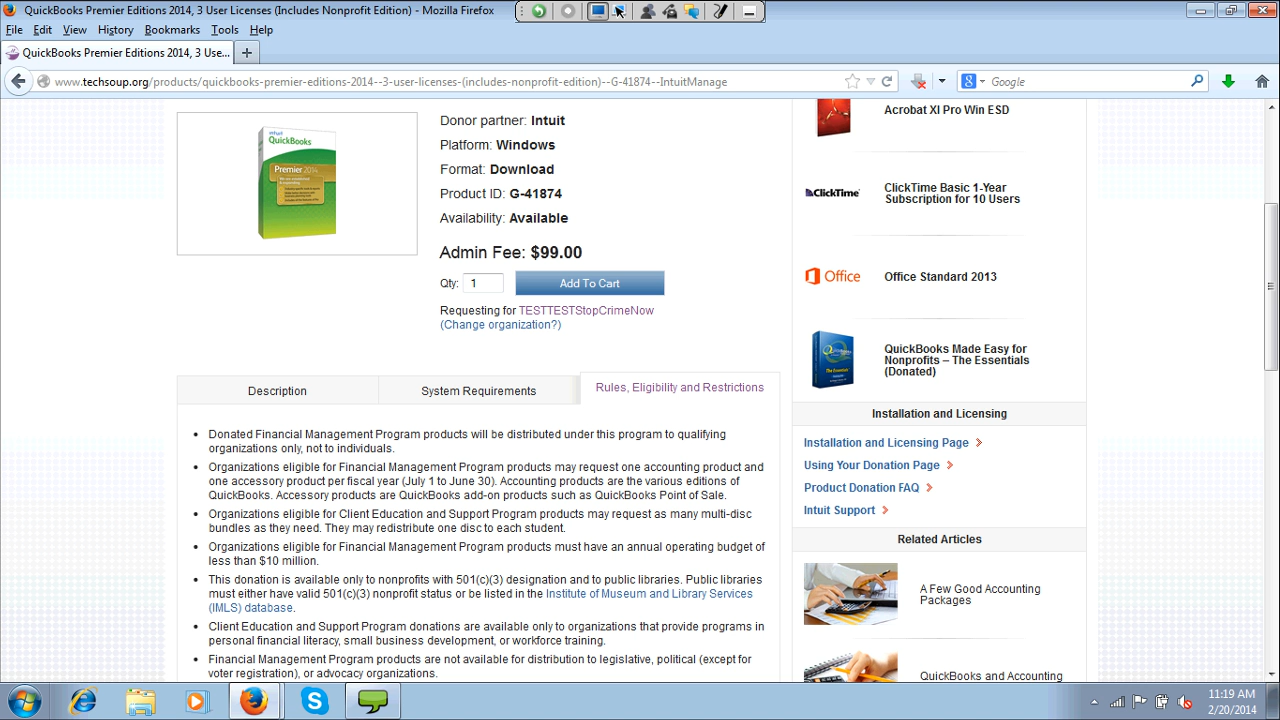 QuickBooks Premier Editions 2014, 3 User Licenses (Includes Nonprofit Edition) - Mozilla Firefox
File Edit View History Bookmarks Tools Help
QuickBooks Premier Editions 2014, 3 Use...
www.techsoup.org/products/quickbooks-premier-editions-2014--3-user-licenses-(includes-nonprofit-edition)--G-41874--IntuitManage
Google
intuit
QuickBooks
Premier 2014
Donor partner: Intuit
Platform: Windows
Format: Download
Product ID: G-41874
Availability: Available
Admin Fee: $99.00
Qty: 1 Add To Cart
Requesting for TESTTESTStopCrimeNow
(Change organization?)
Description System Requirements Rules, Eligibility and Restrictions
• Donated Financial Management Program products will be distributed under this program to qualifying
organizations only, not to individuals.
• Organizations eligible for Financial Management Program products may request one accounting product and
one accessory product per fiscal year (July 1 to June 30). Accounting products are the various editions of
QuickBooks. Accessory products are QuickBooks add-on products such as QuickBooks Point of Sale.
• Organizations eligible for Client Education and Support Program products may request as many multi-disc
bundles as they need. They may redistribute one disc to each student.
• Organizations eligible for Financial Management Program products must have an annual operating budget of
less than $10 million.
• This donation is available only to nonprofits with 501(c)(3) designation and to public libraries. Public libraries
must either have valid 501(c)(3) nonprofit status or be listed in the Institute of Museum and Library Services
(IMLS) database.
• Client Education and Support Program donations are available only to organizations that provide programs in
personal financial literacy, small business development, or workforce training.
• Financial Management Program products are not available for distribution to legislative, political (except for
voter registration), or advocacy organizations.
Acrobat XI Pro Win ESD
ClickTime
ClickTime Basic 1-Year
Subscription for 10 Users
Office
Office Standard 2013
QuickBooks Made Easy for
Nonprofits – The Essentials
(Donated)
Installation and Licensing
Installation and Licensing Page
Using Your Donation Page
Product Donation FAQ
Intuit Support
Related Articles
A Few Good Accounting
Packages
QuickBooks and Accounting
11:19 AM
2/20/2014